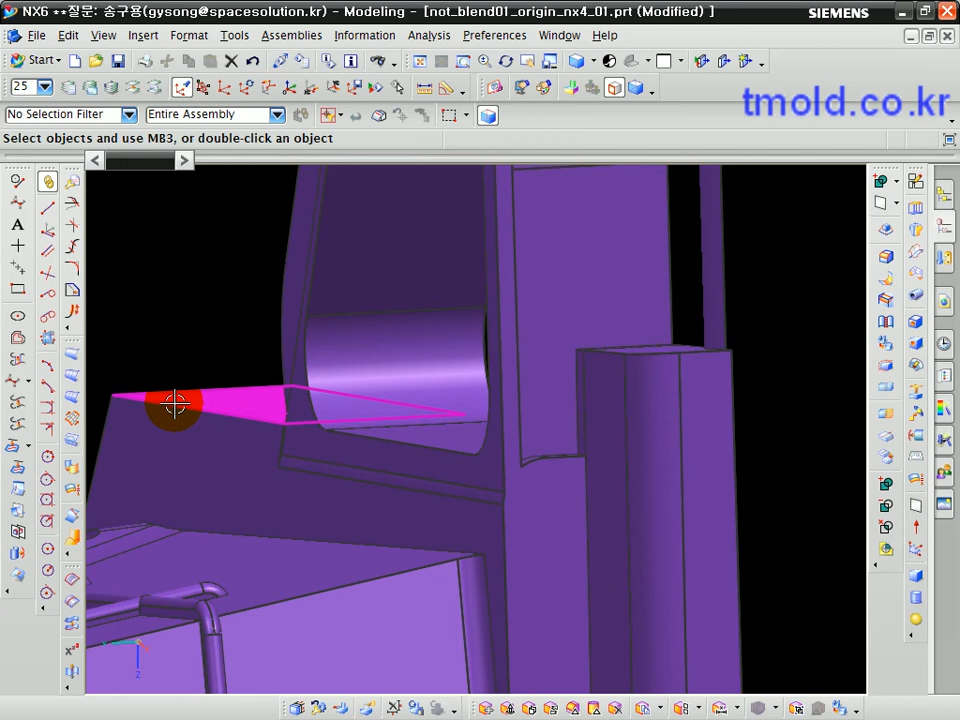 NX6 **질문: 송구용(gysong@spacesolution.kr) - Modeling - [not_blend01_origin_nx4_01.prt (Modified) ]
SIEMENS
File Edit View Insert Format Tools Assemblies Information Analysis Preferences Window Help
Start
25
tmold.co.kr
No Selection Filter Entire Assembly
Select objects and use MB3, or double-click an object
A
Z